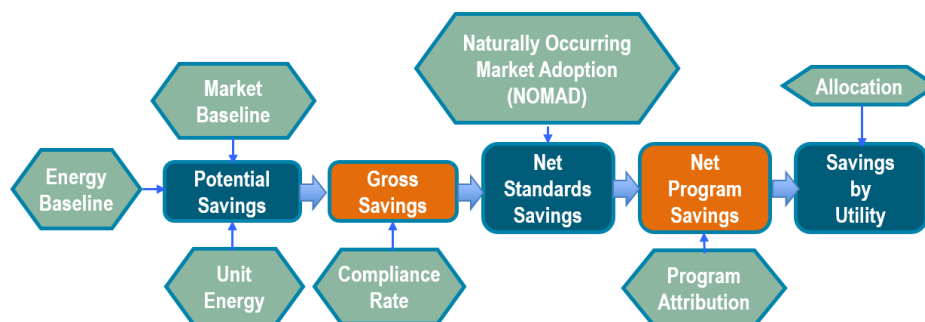 Naturally Occurring
Market Adoption
(NOMAD)
Market
Baseline
Allocation
Energy
Baseline
Potential
Savings
Gross
Savings
Net
Standards
Savings
Net
Program
Savings
Savings
by
Utility
Unit
Energy
Compliance
Rate
Program
Attribution